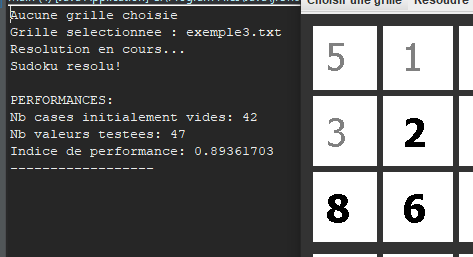 Choisir une grille Resoudre
Aucune grille choisie
Grille selectionnee : exemple3.txt
Resolution en cours...
Sudoku resolu!
PERFORMANCES:
Nb cases initialement vides: 42
Nb valeurs testees: 47
Indice de performance: 0.89361703
------------------
5 1
3 2
8 6